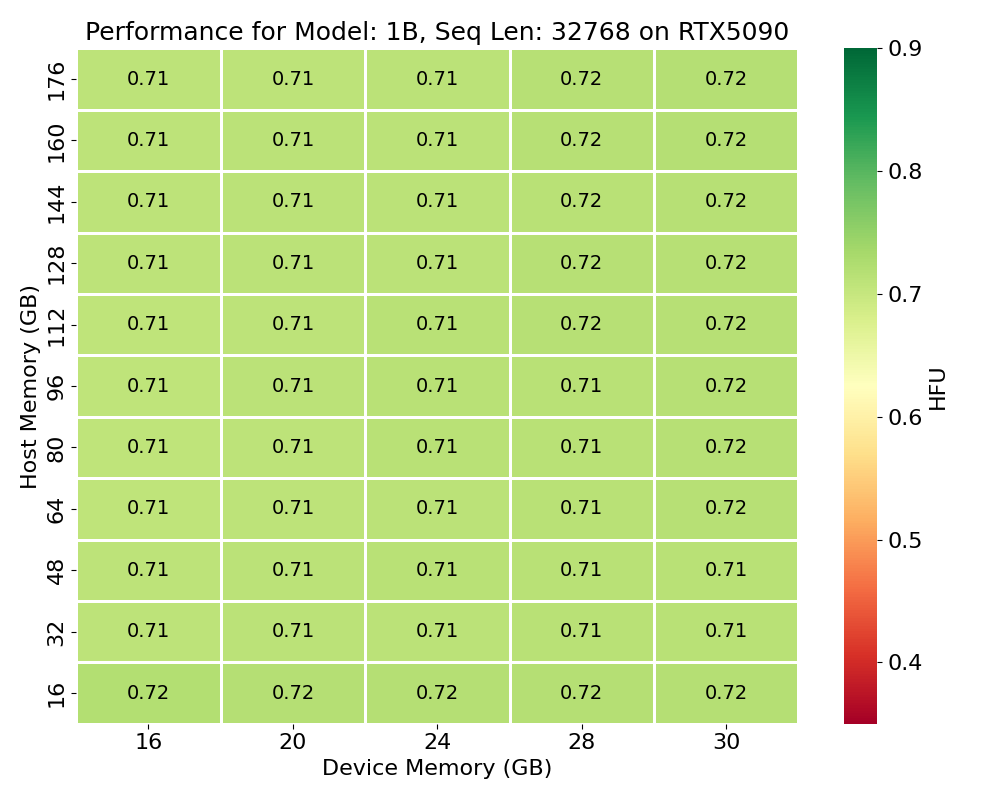 Performance for Model: 1B, Seq Len: 32768 on RTX5090
176 0.71 0.71 0.71 0.72 0.72
160 0.71 0.71 0.71 0.72 0.72
144 0.71 0.71 0.71 0.72 0.72
128 0.71 0.71 0.71 0.72 0.72
112 0.71 0.71 0.71 0.72 0.72
96 0.71 0.71 0.71 0.71 0.72
80 0.71 0.71 0.71 0.71 0.72
64 0.71 0.71 0.71 0.71 0.72
48 0.71 0.71 0.71 0.71 0.71
32 0.71 0.71 0.71 0.71 0.71
16 0.72 0.72 0.72 0.72 0.72
16 20 24 28 30
Device Memory (GB)
Host Memory (GB)
0.9
0.8
0.7
0.6
0.5
0.4
HFU